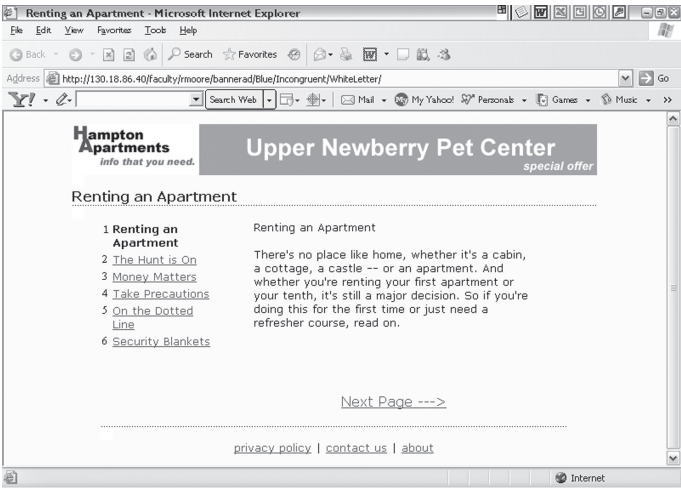 Renting an Apartment - Microsoft Internet Explorer
File Edit View Favorites Tools Help
Back Search Favorites
Address http://130.18.86.40/faculty/rmoore/bannerad/Blue/Incongruent/WhiteLetter/ Go
Y! Search Web Mail My Yahoo! Personals Games Music >>
Hampton
Apartments
info that you need.
Upper Newberry Pet Center
special offer
Renting an Apartment
1 Renting an
Apartment
2 The Hunt is On
3 Money Matters
4 Take Precautions
5 On the Dotted
Line
6 Security Blankets
Renting an Apartment
There's no place like home, whether it's a cabin,
a cottage, a castle -- or an apartment. And
whether you're renting your first apartment or
your tenth, it's still a major decision. So if you're
doing this for the first time or just need a
refresher course, read on.
Next Page --->
privacy policy | contact us | about
Internet